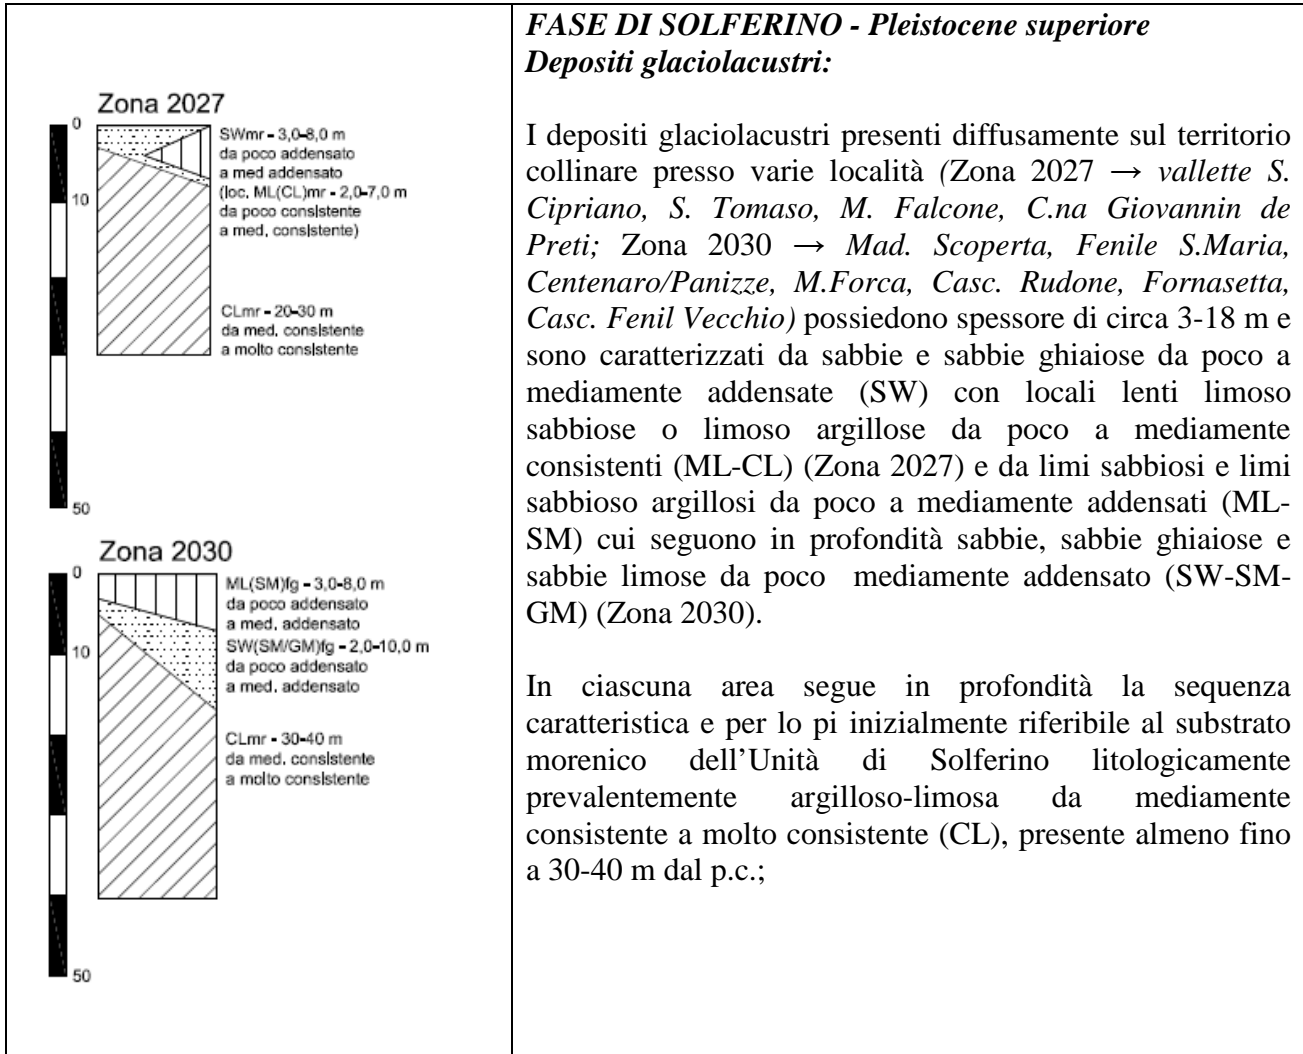 Zona 2027
0
10
50
SWmr - 3,0-8,0 m
da poco addensato
a med addensato
(loc. ML(CL)mr - 2,0-7,0 m
da poco consistente
a med. consistente)
CLmr - 20-30 m
da med. consistente
a molto consistente
Zona 2030
0
10
50
ML(SM)fg - 3,0-8,0 m
da poco addensato
a med. addensato
SW(SM/GM)fg - 2,0-10,0 m
da poco addensato
a med. addensato
CLmr - 30-40 m
da med. consistente
a molto consistente
FASE DI SOLFERINO - Pleistocene superiore
Depositi glaciolacustri:
I depositi glaciolacustri presenti diffusamente sul territorio
collinare presso varie località (Zona 2027 → vallette S.
Cipriano, S. Tomaso, M. Falcone, C.na Giovannin de
Preti; Zona 2030 → Mad. Scoperta, Fenile S.Maria,
Centenaro/Panizze, M.Forca, Casc. Rudone, Fornasetta,
Casc. Fenil Vecchio) possiedono spessore di circa 3-18 m e
sono caratterizzati da sabbie e sabbie ghiaiose da poco a
mediamente addensate (SW) con locali lenti limoso
sabbiose o limoso argillose da poco a mediamente
consistenti (ML-CL) (Zona 2027) e da limi sabbiosi e limi
sabbioso argillosi da poco a mediamente addensati (ML-
SM) cui seguono in profondità sabbie, sabbie ghiaiose e
sabbie limose da poco mediamente addensato (SW-SM-
GM) (Zona 2030).
In ciascuna area segue in profondità la sequenza
caratteristica e per lo pi inizialmente riferibile al substrato
morenico dell'Unità di Solferino litologicamente
prevalentemente argilloso-limosa da mediamente
consistente a molto consistente (CL), presente almeno fino
a 30-40 m dal p.c.;